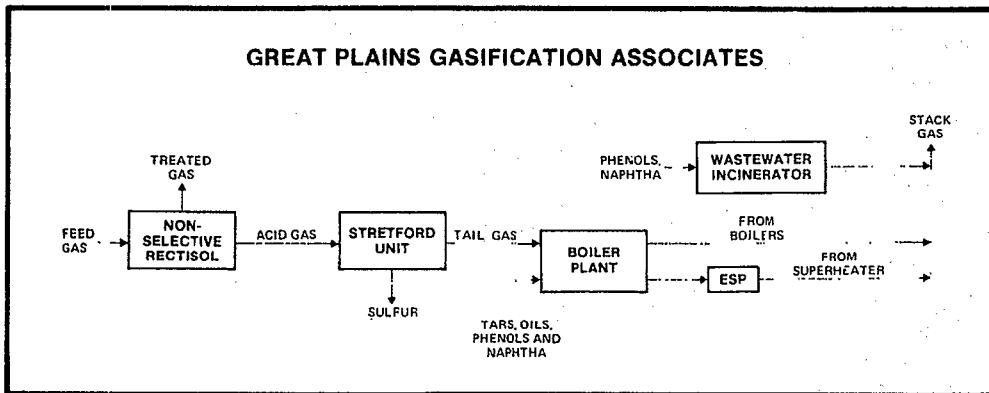 GREAT PLAINS GASIFICATION ASSOCIATES
STACK
GAS
TREATED
GAS
PHENOLS,
NAPHTHA
WASTEWATER
INCINERATOR
FEED
GAS
NON-
SELECTIVE
RECTISOL
ACID GAS
STRETFORD
UNIT
TAIL GAS
BOILER
PLANT
FROM
BOILERS
ESP
FROM
SUPERHEATER
SULFUR
TARS, OILS,
PHENOLS AND
NAPHTHA